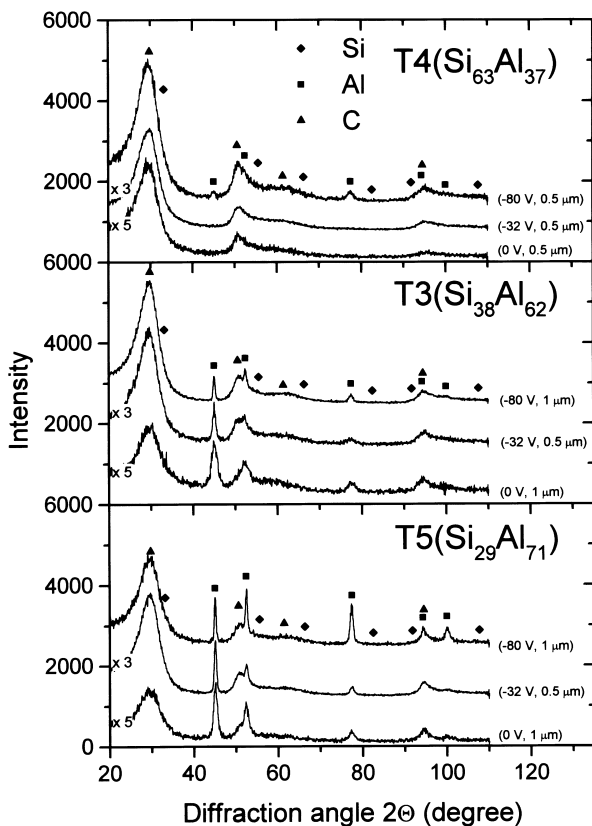 Intensity
6000
4000
2000
Si
Al
C
T4(Si₆₃Al₃₇)
x 3
x 5
(-80 V, 0.5 μm)
(-32 V, 0.5 μm)
(0 V, 0.5 μm)
6000
4000
2000
T3(Si₃₈Al₆₂)
x 3
x 5
(-80 V, 1 μm)
(-32 V, 0.5 μm)
(0 V, 1 μm)
6000
4000
2000
0
T5(Si₂₉Al₇₁)
x 3
x 5
(-80 V, 1 μm)
(-32 V, 0.5 μm)
(0 V, 1 μm)
20 40 60 80 100 120
Diffraction angle 2Θ (degree)